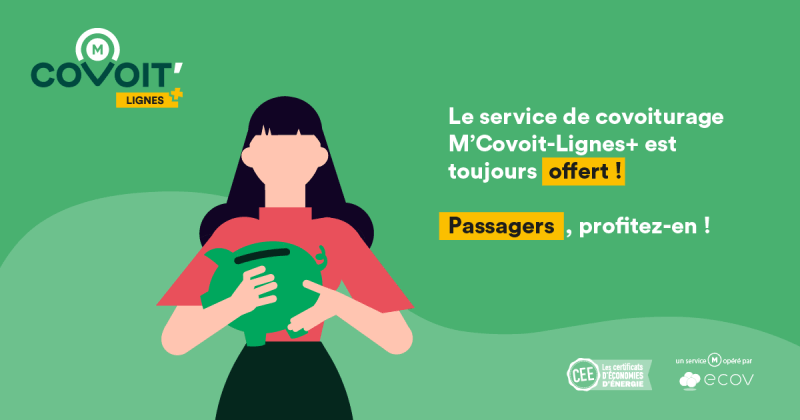 M
COVOIT'
LIGNES +
Le service de covoiturage
M'Covoit-Lignes+ est
toujours offert !
Passagers , profitez-en !
CEE
Les certificats
D'ÉCONOMIES
D'ÉNERGIE
un service M opéré par
ecov